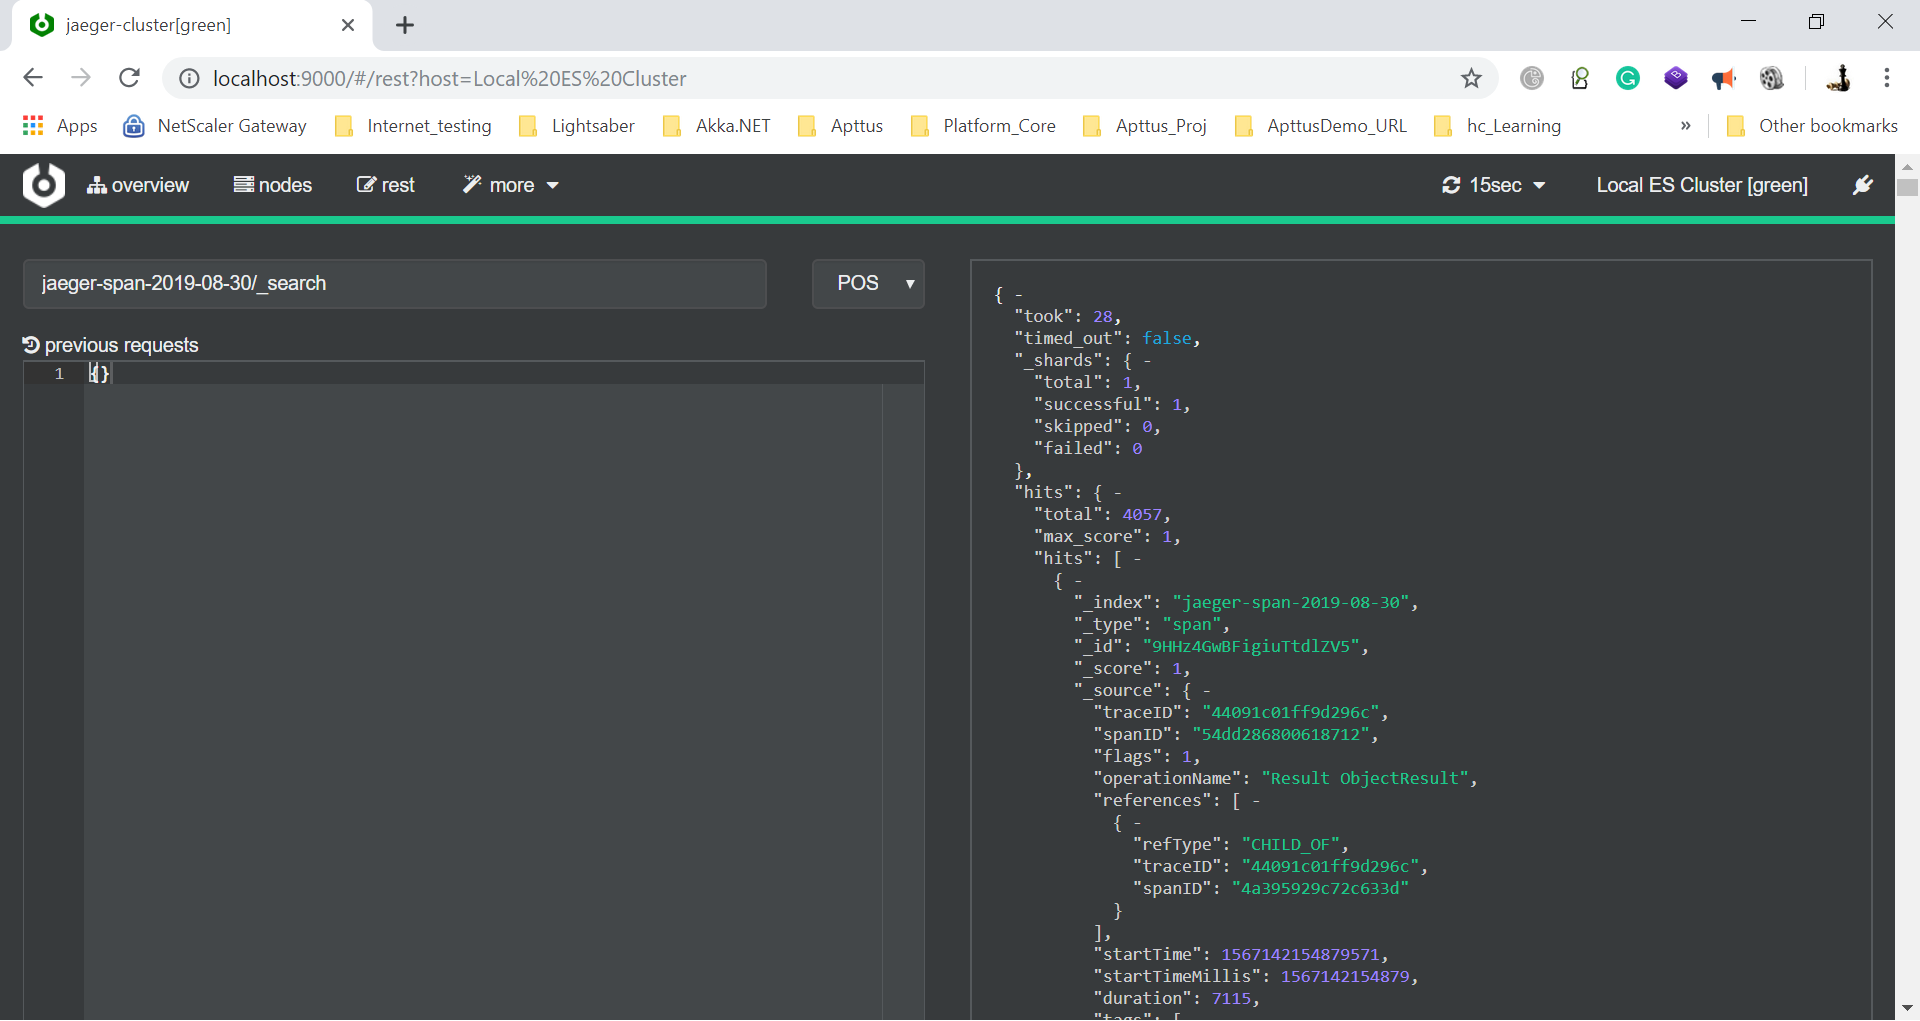 jaeger-cluster[green]
localhost:9000/#/rest?host=Local%20ES%20Cluster
Apps NetScaler Gateway Internet_testing Lightsaber Akka.NET Apttus Platform_Core Apttus_Proj ApttusDemo_URL hc_Learning » Other bookmarks
overview nodes rest more 15sec Local ES Cluster [green]
jaeger-span-2019-08-30/_search POS
previous requests
1 {}
{ -
"took": 28,
"timed_out": false,
"_shards": { -
"total": 1,
"successful": 1,
"skipped": 0,
"failed": 0
},
"hits": { -
"total": 4057,
"max_score": 1,
"hits": [ -
{ -
"_index": "jaeger-span-2019-08-30",
"_type": "span",
"_id": "9HHz4GwBFigiuTtdlZV5",
"_score": 1,
"_source": { -
"traceID": "44091c01ff9d296c",
"spanID": "54dd286800618712",
"flags": 1,
"operationName": "Result ObjectResult",
"references": [ -
{ -
"refType": "CHILD_OF",
"traceID": "44091c01ff9d296c",
"spanID": "4a395929c72c633d"
}
],
"startTime": 1567142154879571,
"startTimeMillis": 1567142154879,
"duration": 7115,
"tags": [